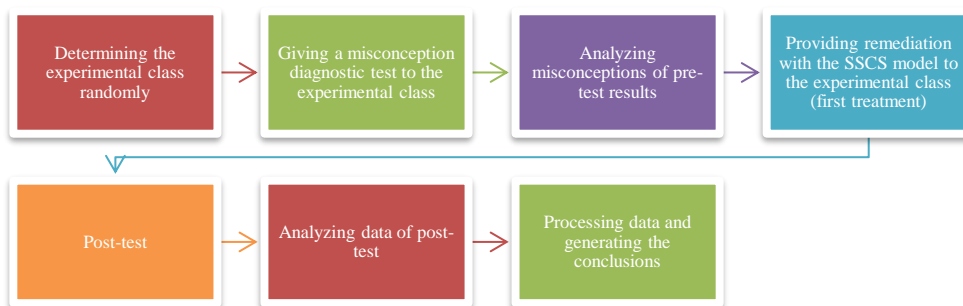 Determining the
experimental class
randomly
Giving a misconception
diagnostic test to the
experimental class
Analyzing
misconceptions of pre-
test results
Providing remediation
with the SSCS model to
the experimental class
(first treatment)
Post-test
Analyzing data of post-
test
Processing data and
generating the
conclusions